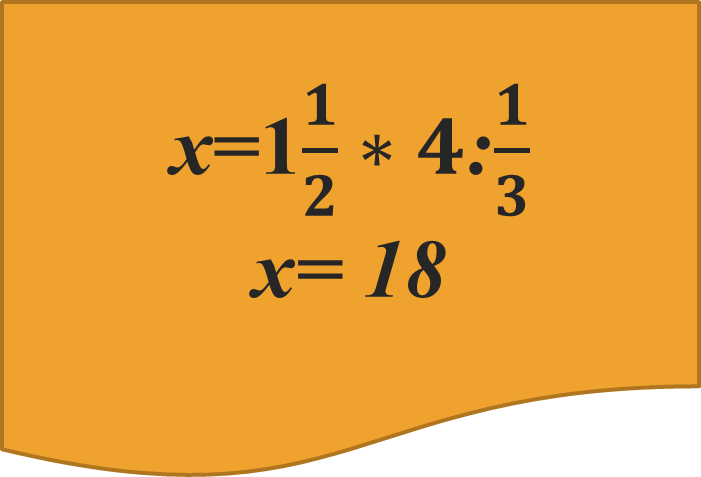 x=1 1/2 * 4:1/3
x= 18